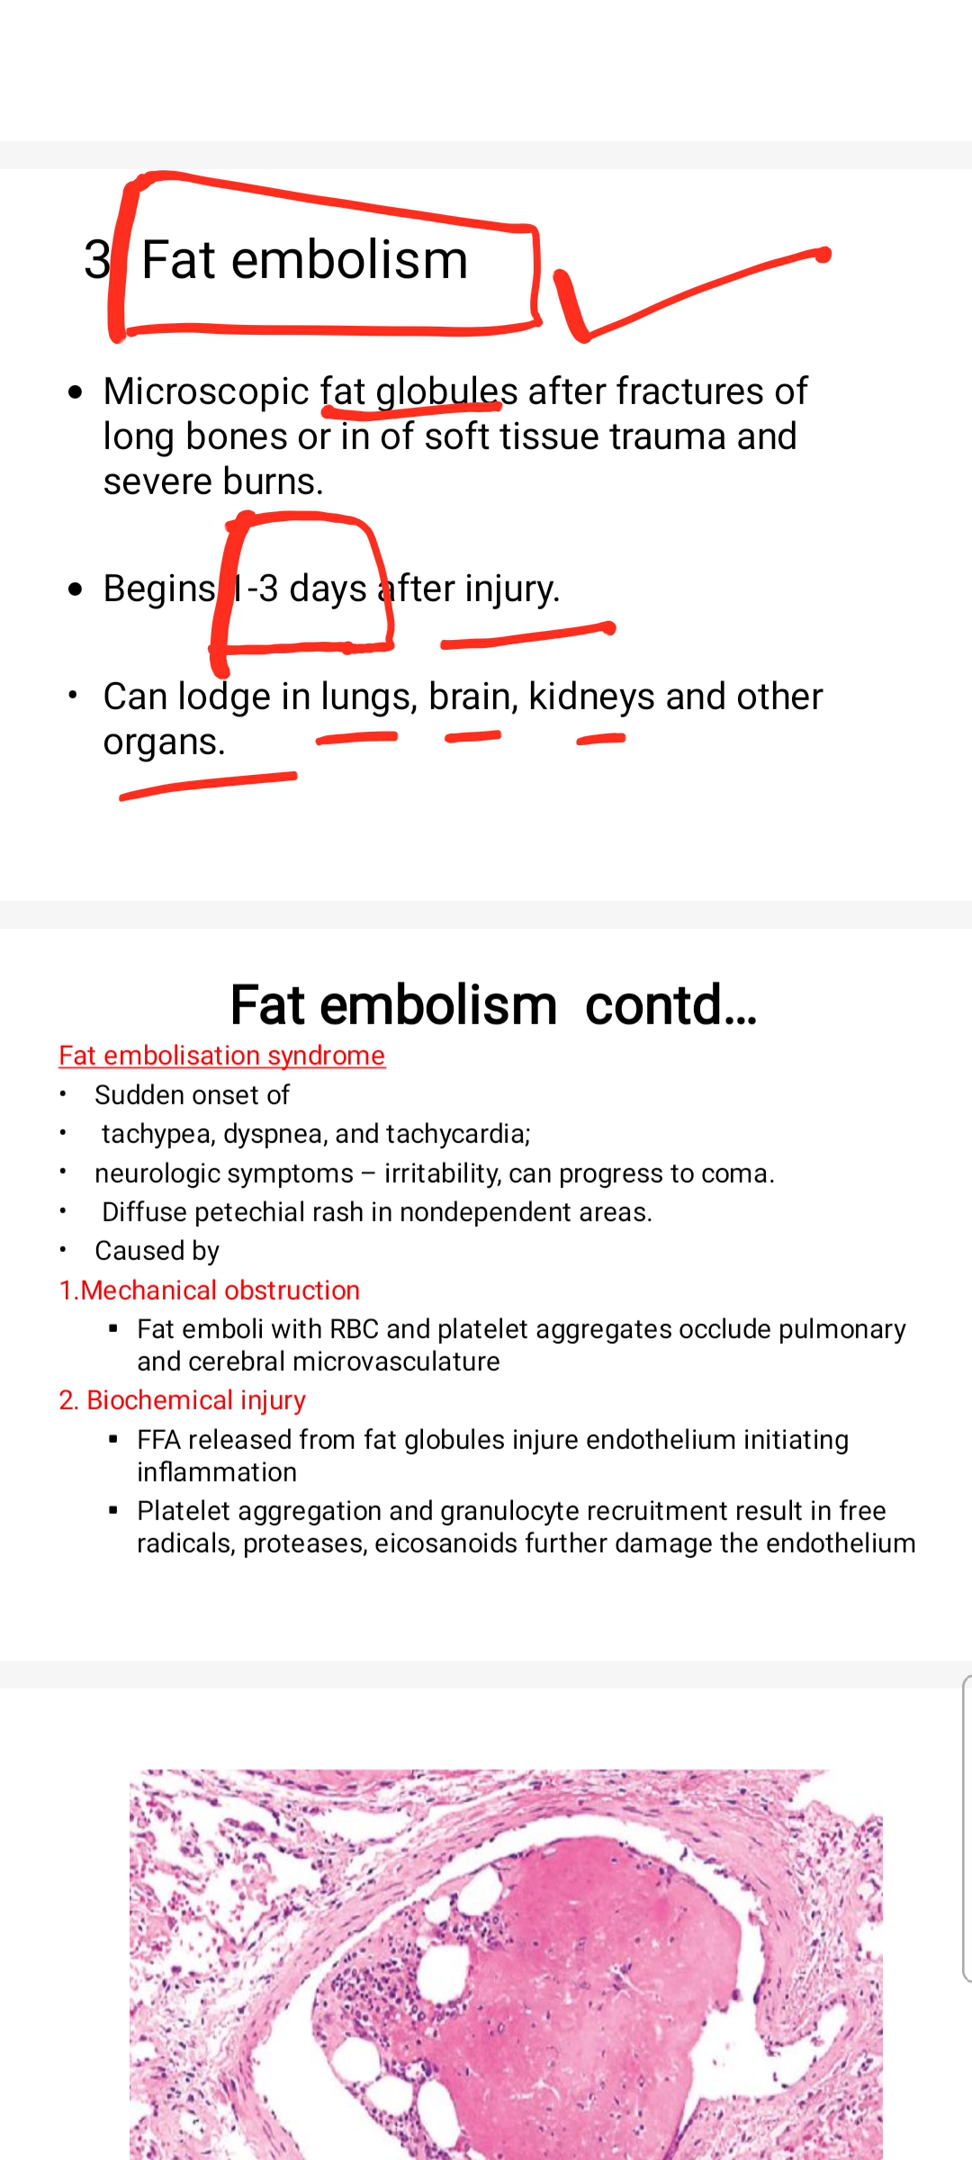 3 Fat embolism
• Microscopic fat globules after fractures of
long bones or in of soft tissue trauma and
severe burns.
• Begins 1-3 days after injury.
• Can lodge in lungs, brain, kidneys and other
organs.
Fat embolism contd...
Fat embolisation syndrome
• Sudden onset of
• tachypea, dyspnea, and tachycardia;
• neurologic symptoms – irritability, can progress to coma.
• Diffuse petechial rash in nondependent areas.
• Caused by
1.Mechanical obstruction
▪ Fat emboli with RBC and platelet aggregates occlude pulmonary
and cerebral microvasculature
2. Biochemical injury
▪ FFA released from fat globules injure endothelium initiating
inflammation
▪ Platelet aggregation and granulocyte recruitment result in free
radicals, proteases, eicosanoids further damage the endothelium